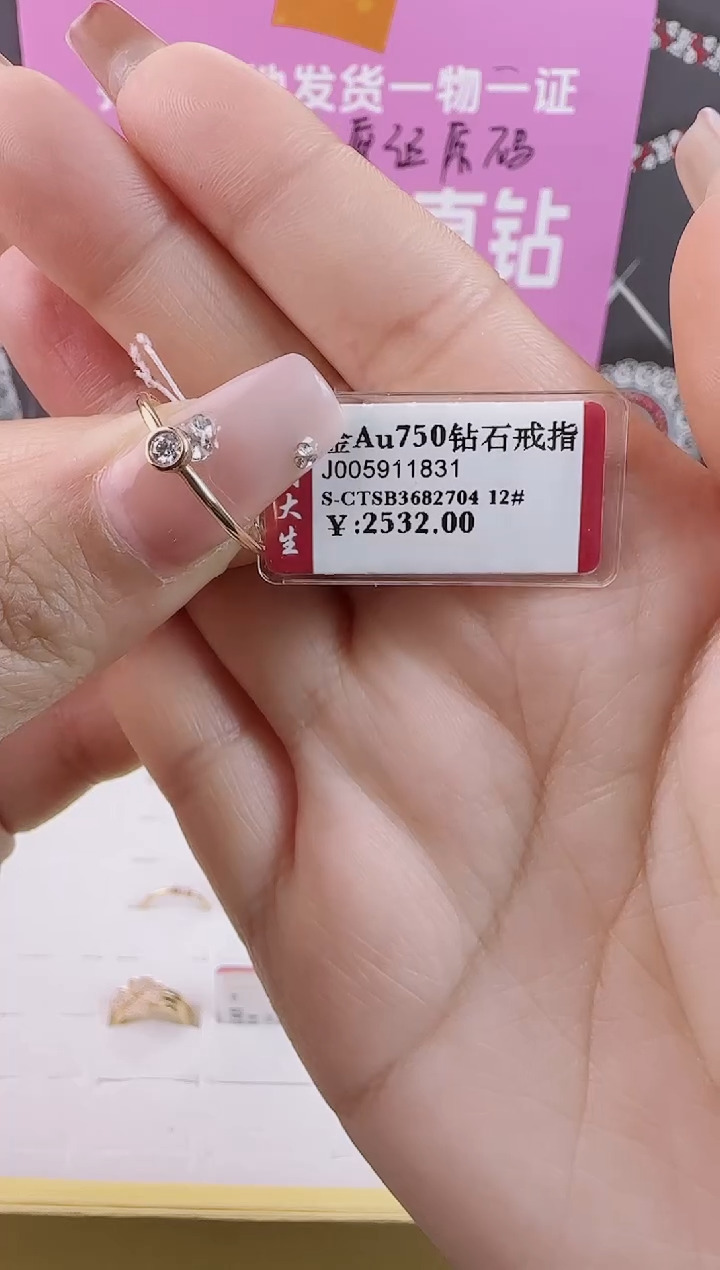 发货一物一证
原证原码
真钻
金Au750钻石戒指
J005911831
S-CTSB3682704 12#
¥:2532.00
大
生